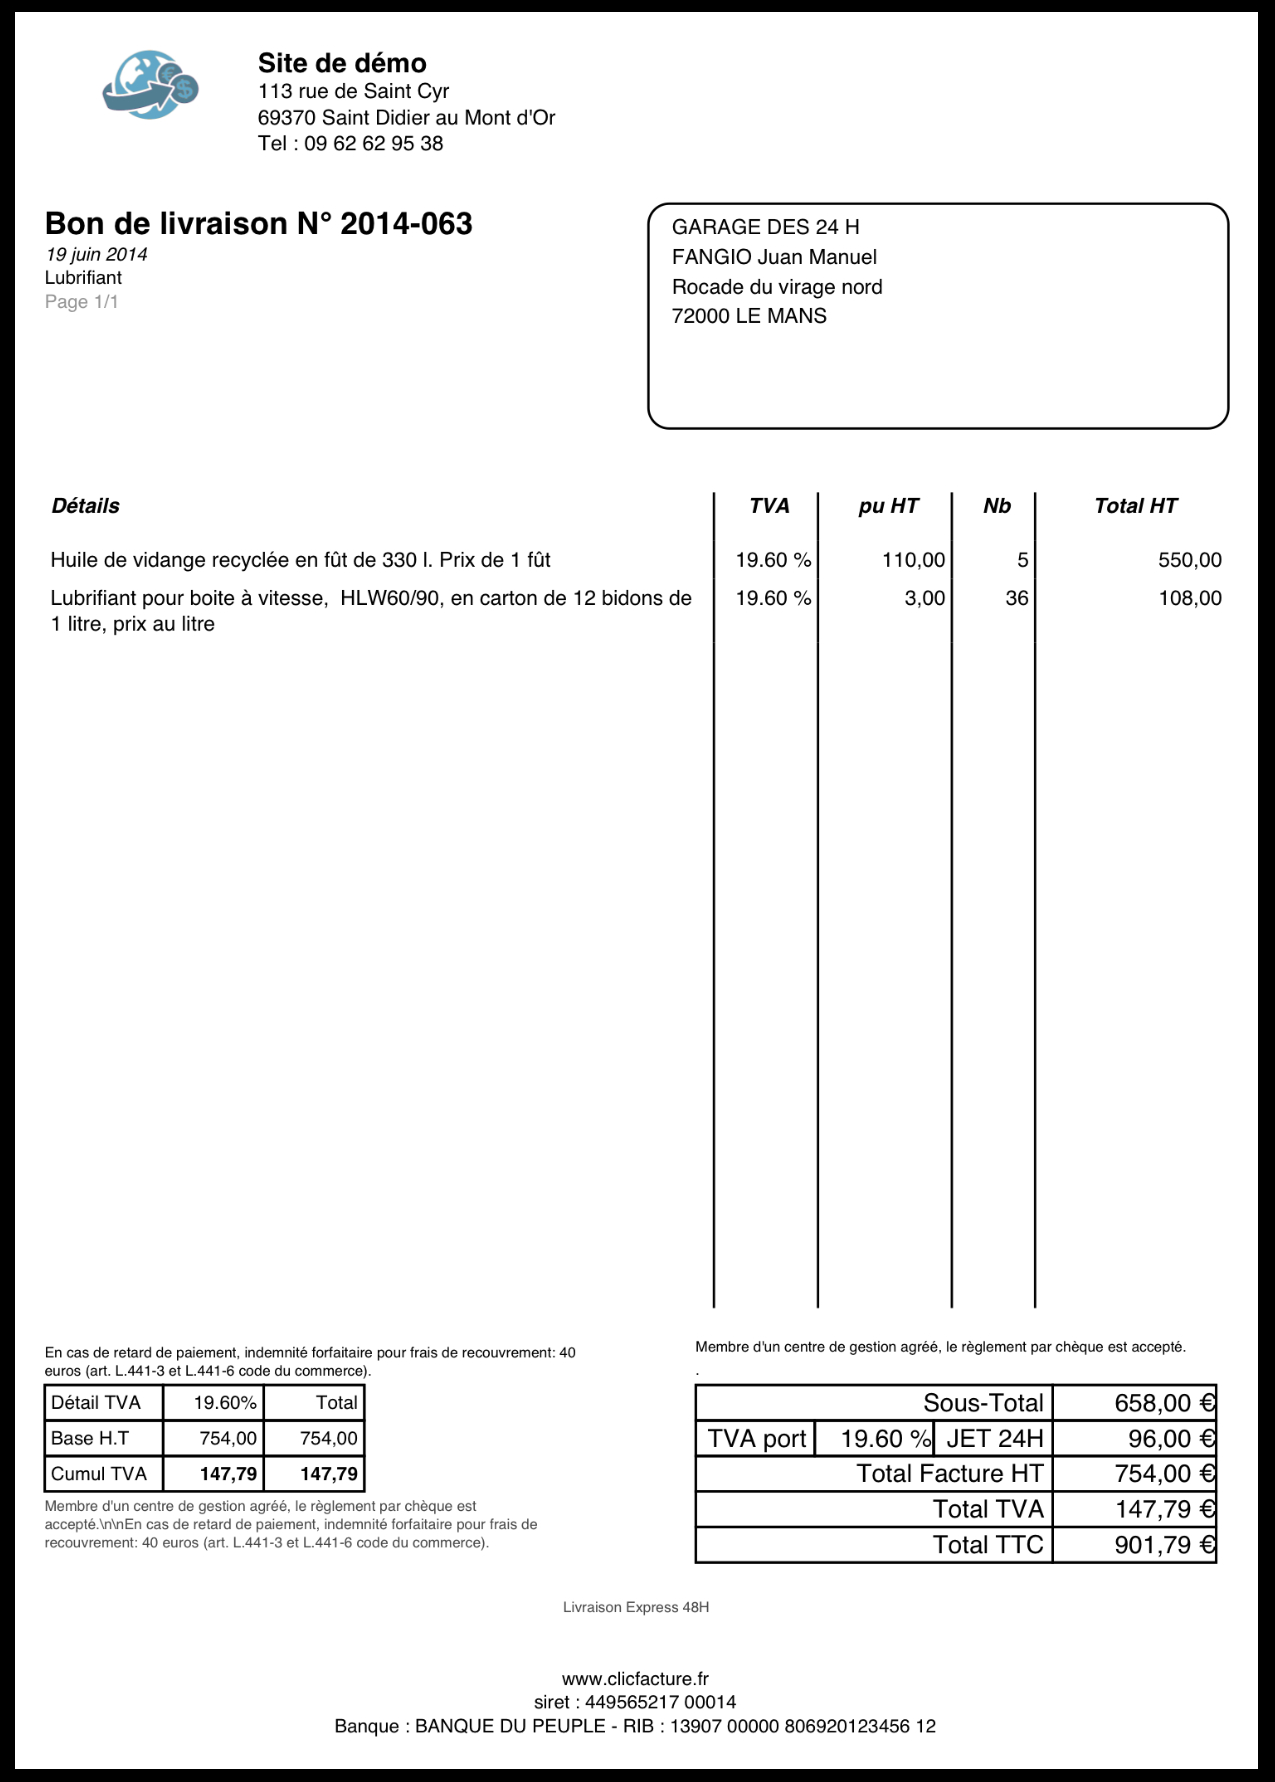 Site de démo
113 rue de Saint Cyr
69370 Saint Didier au Mont d'Or
Tel : 09 62 62 95 38
Bon de livraison N° 2014-063
19 juin 2014
Lubrifiant
Page 1/1
GARAGE DES 24 H
FANGIO Juan Manuel
Rocade du virage nord
72000 LE MANS
Détails TVA pu HT Nb Total HT
Huile de vidange recyclée en fût de 330 l. Prix de 1 fût 19.60 % 110,00 5 550,00
Lubrifiant pour boite à vitesse, HLW60/90, en carton de 12 bidons de 19.60 % 3,00 36 108,00
1 litre, prix au litre
En cas de retard de paiement, indemnité forfaitaire pour frais de recouvrement: 40
euros (art. L.441-3 et L.441-6 code du commerce).
Détail TVA 19.60% Total
Base H.T 754,00 754,00
Cumul TVA 147,79 147,79
Membre d'un centre de gestion agréé, le règlement par chèque est
accepté.\n\nEn cas de retard de paiement, indemnité forfaitaire pour frais de
recouvrement: 40 euros (art. L.441-3 et L.441-6 code du commerce).
Membre d'un centre de gestion agréé, le règlement par chèque est accepté.
.
Sous-Total 658,00 €
TVA port 19.60 % JET 24H 96,00 €
Total Facture HT 754,00 €
Total TVA 147,79 €
Total TTC 901,79 €
Livraison Express 48H
www.clicfacture.fr
siret : 449565217 00014
Banque : BANQUE DU PEUPLE - RIB : 13907 00000 806920123456 12